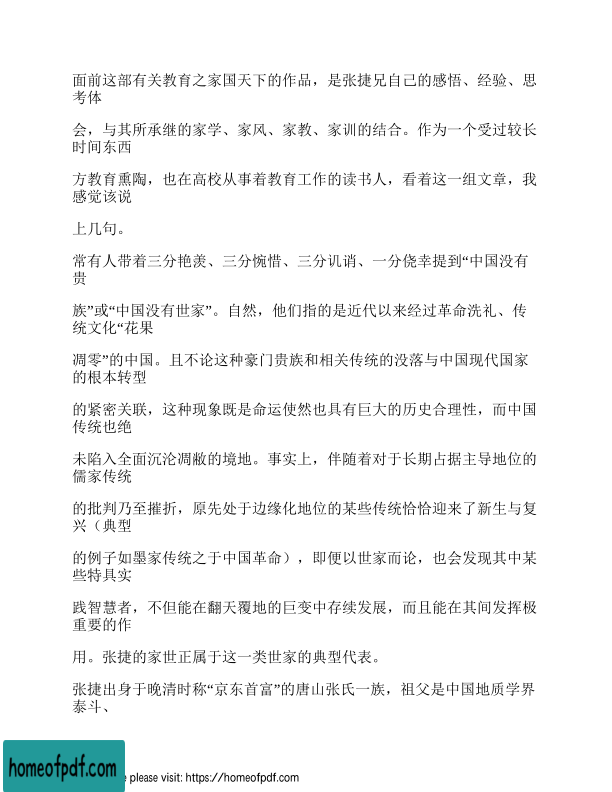 面前这部有关教育之家国天下的作品，是张捷兄自己的感悟、经验、思
考体
会，与其所承继的家学、家风、家教、家训的结合。作为一个受过较长
时间东西
方教育熏陶，也在高校从事着教育工作的读书人，看着这一组文章，我
感觉该说
上几句。
常有人带着三分艳羡、三分惋惜、三分讥诮、一分侥幸提到“中国没有
贵
族”或“中国没有世家”。自然，他们指的是近代以来经过革命洗礼、传
统文化“花果
凋零”的中国。且不论这种豪门贵族和相关传统的没落与中国现代国家
的根本转型
的紧密关联，这种现象既是命运使然也具有巨大的历史合理性，而中国
传统也绝
未陷入全面沉沦凋敝的境地。事实上，伴随着对于长期占据主导地位的
儒家传统
的批判乃至摧折，原先处于边缘化地位的某些传统恰恰迎来了新生与复
兴（典型
的例子如墨家传统之于中国革命），即便以世家而论，也会发现其中某
些特具实
践智慧者，不但能在翻天覆地的巨变中存续发展，而且能在其间发挥极
重要的作
用。张捷的家世正属于这一类世家的典型代表。
张捷出身于晚清时称“京东首富”的唐山张氏一族，祖父是中国地质学界
泰斗、
homeofpdf.com
e please visit: https://homeofpdf.com